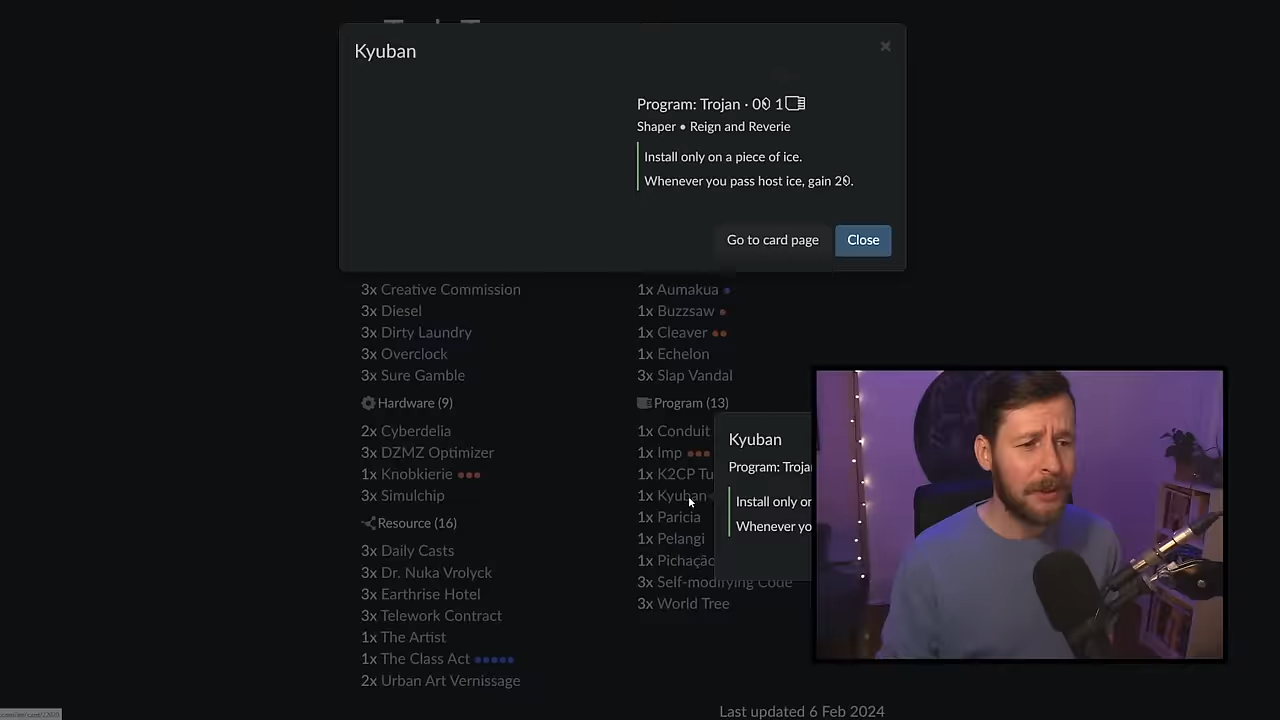 Kyuban
×
Program: Trojan · 0 1
Shaper • Reign and Reverie
Install only on a piece of ice.
Whenever you pass host ice, gain 2.
Go to card page
Close
3x Creative Commission
3x Diesel
3x Dirty Laundry
3x Overclock
3x Sure Gamble
Hardware (9)
2x Cyberdelia
3x DZMZ Optimizer
1x Knobkierie
3x Simulchip
Resource (16)
3x Daily Casts
3x Dr. Nuka Vrolyck
3x Earthrise Hotel
3x Telework Contract
1x The Artist
1x The Class Act
2x Urban Art Vernissage
1x Aumakua
1x Buzzsaw
1x Cleaver
1x Echelon
3x Slap Vandal
Program (13)
1x Conduit
1x Imp
1x K2CP Tu
1x Kyuban
1x Paricia
1x Pelangi
1x Pichação
3x Self-modifying Code
3x World Tree
Kyuban
Program: Troja
Install only or
Whenever yo
Last updated 6 Feb 2024